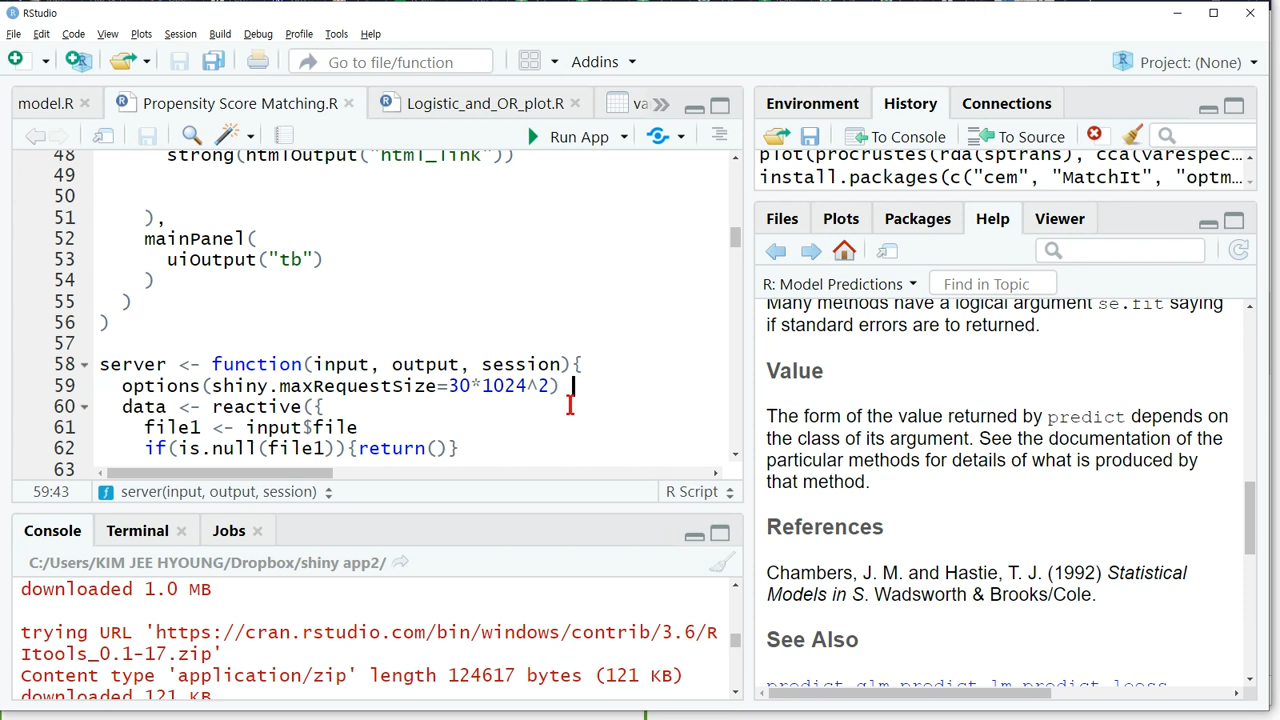 RStudio
File Edit Code View Plots Session Build Debug Profile Tools Help
Go to file/function Addins Project: (None)
model.R Propensity Score Matching.R Logistic_and_OR_plot.R va
Run App
48 strong(htmlOutput("html_link"))
49
50
51 ),
52 mainPanel(
53 uiOutput("tb")
54 )
55 )
56 )
57
58 server <- function(input, output, session){
59 options(shiny.maxRequestSize=30*1024^2)
60 data <- reactive({
61 file1 <- input$file
62 if(is.null(file1)){return()}
63
59:43 server(input, output, session) R Script
Console Terminal Jobs
C:/Users/KIM JEE HYOUNG/Dropbox/shiny app2/
downloaded 1.0 MB
trying URL 'https://cran.rstudio.com/bin/windows/contrib/3.6/R
Itools_0.1-17.zip'
Content type 'application/zip' length 124617 bytes (121 KB)
downloaded 121 KB
Environment History Connections
To Console To Source
plot(procrustes(rda(sptrans), cca(varespec…
install.packages(c("cem", "MatchIt", "optm…
Files Plots Packages Help Viewer
R: Model Predictions Find in Topic
Many methods have a logical argument se.fit saying
if standard errors are to returned.
Value
The form of the value returned by predict depends on
the class of its argument. See the documentation of the
particular methods for details of what is produced by
that method.
References
Chambers, J. M. and Hastie, T. J. (1992) Statistical
Models in S. Wadsworth & Brooks/Cole.
See Also
predict.glm, predict.lm, predict.loess,